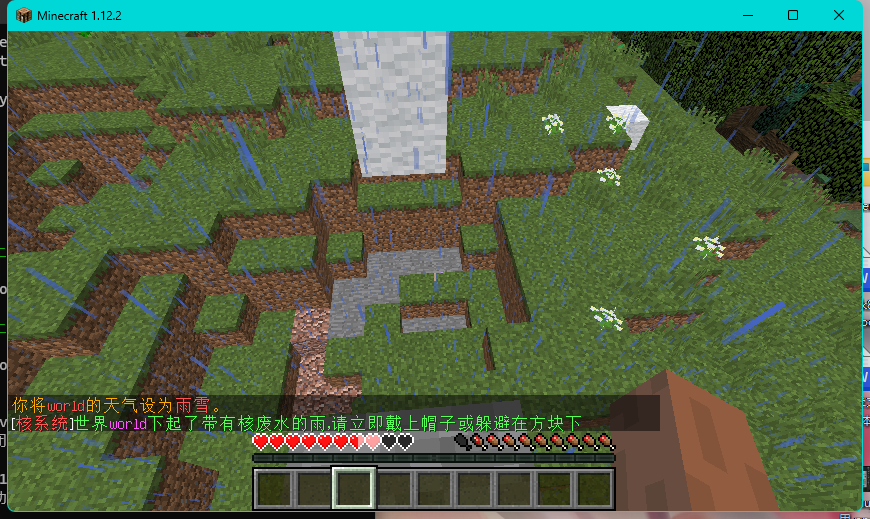 Minecraft 1.12.2
你将world的天气设为雨雪。
[核系统]世界world下起了带有核废水的雨,请立即戴上帽子或躲避在方块下